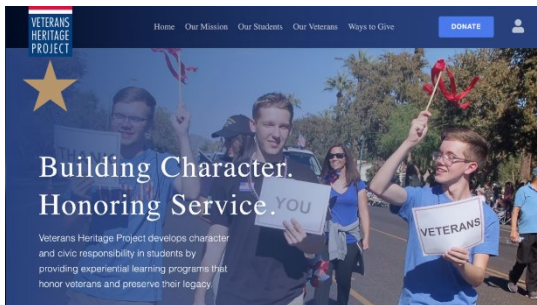 VETERANS
HERITAGE
PROJECT
Home Our Mission Our Students Our Veterans Ways to Give
DONATE
THANK
YOU
VETERANS
Building Character.
Honoring Service.
Veterans Heritage Project develops character
and civic responsibility in students by
providing experiential learning programs that
honor veterans and preserve their legacy.